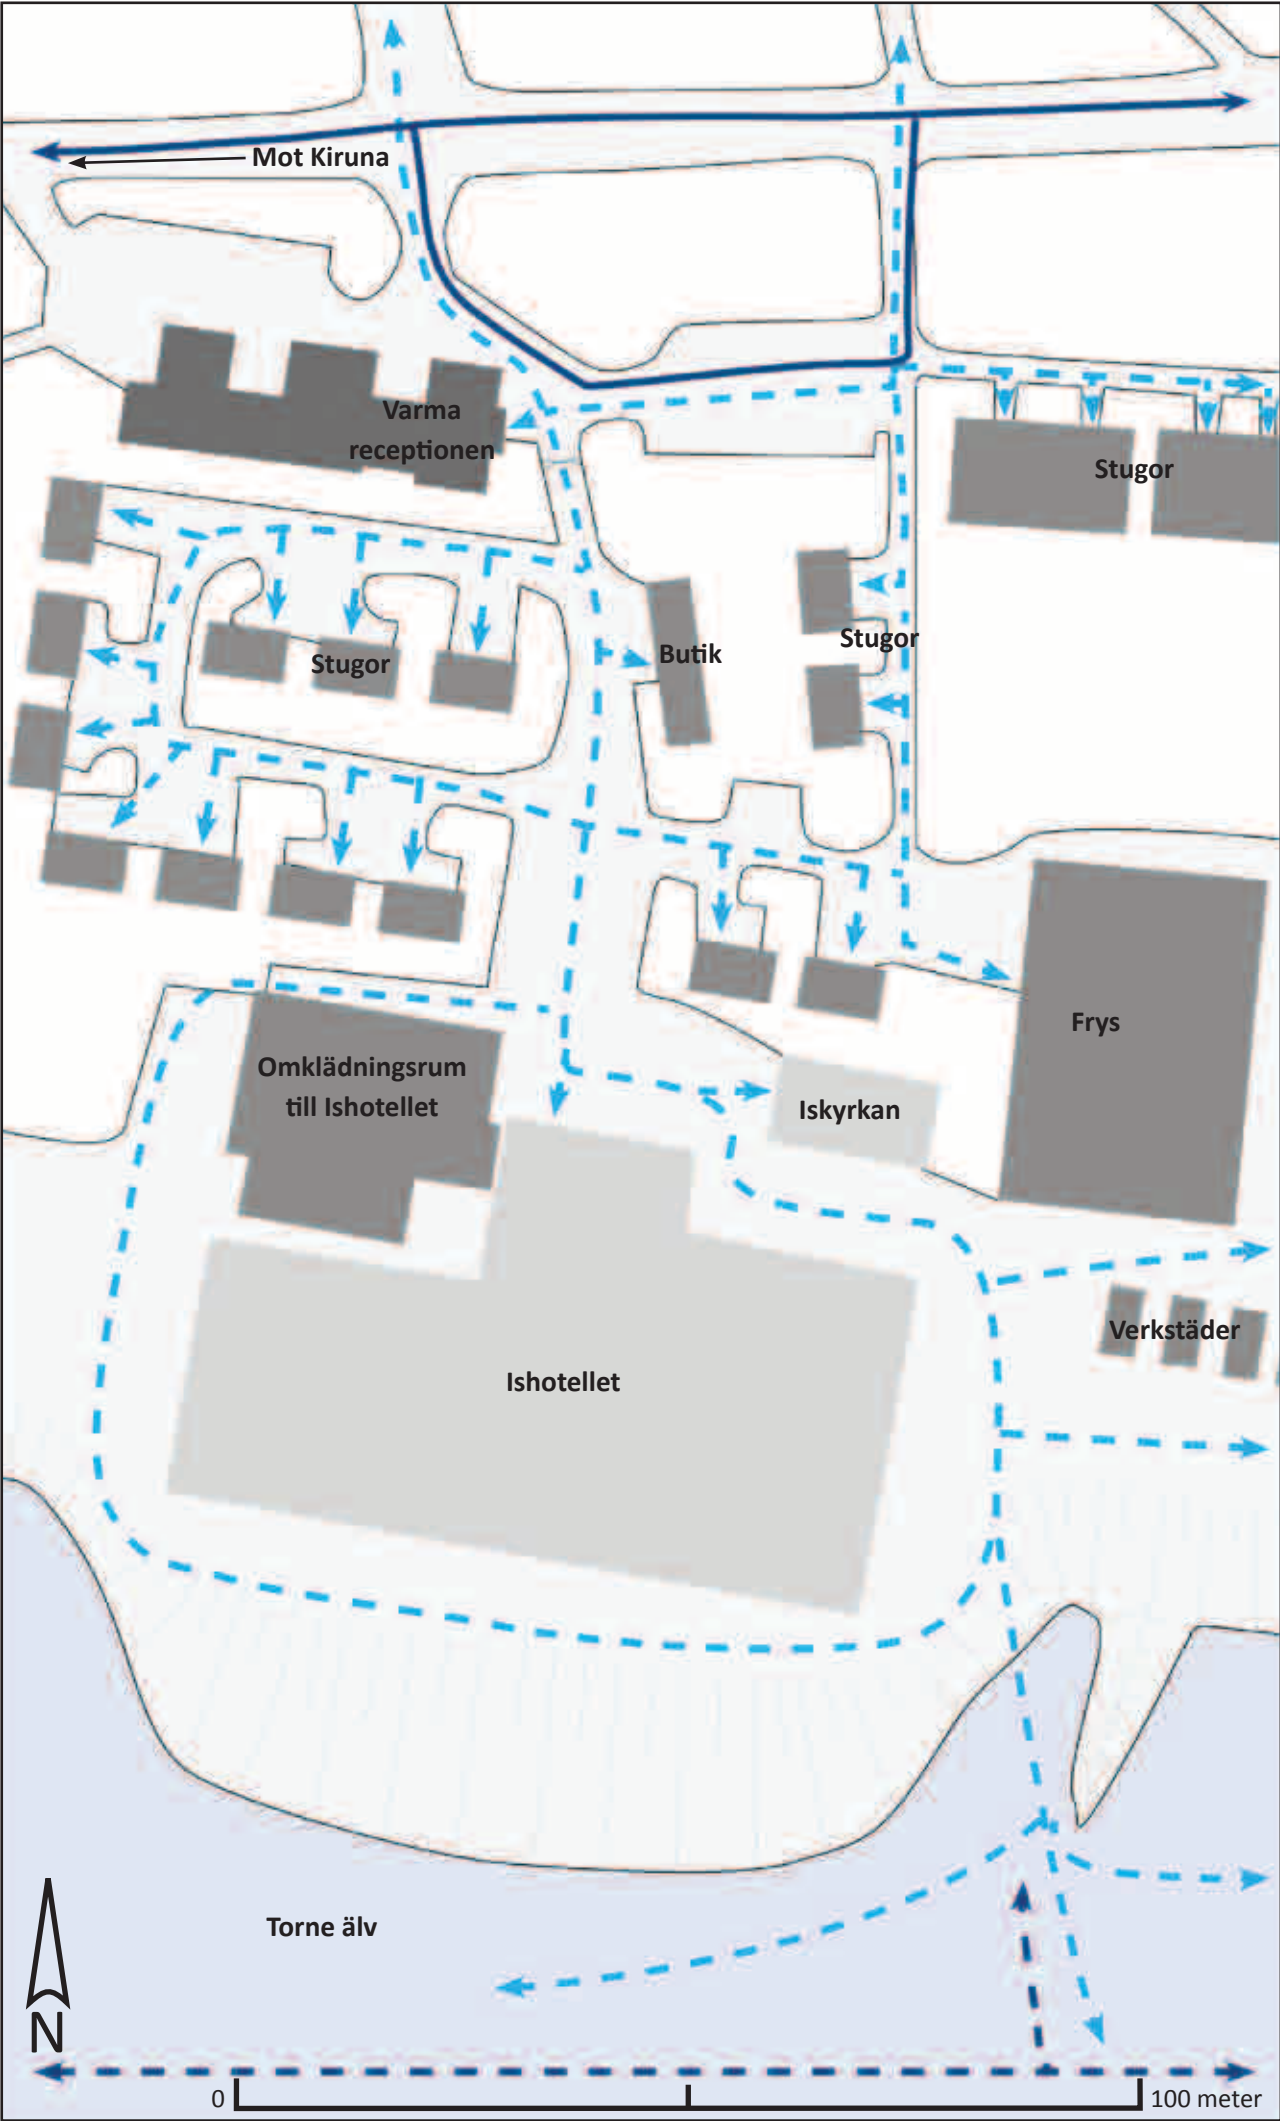 Mot Kiruna
Varma
receptionen
Stugor
Stugor
Butik
Stugor
Frys
Omklädningsrum
till Ishotellet
Iskyrkan
Verkstäder
Ishotellet
Torne älv
N
0
100 meter